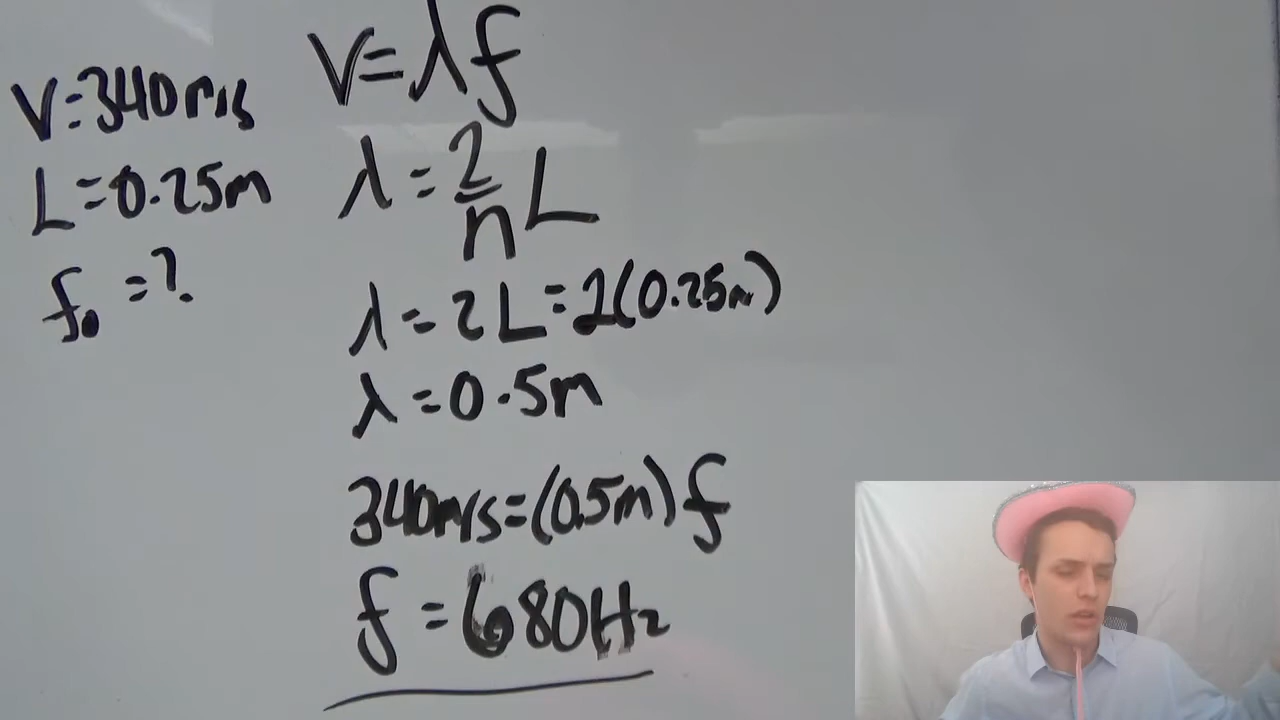 V=340m/s
L=0.25m
f₀=?
V=λf
λ=2/n L
λ=2L=2(0.25m)
λ=0.5m
340m/s=(0.5m)f
f=680Hz